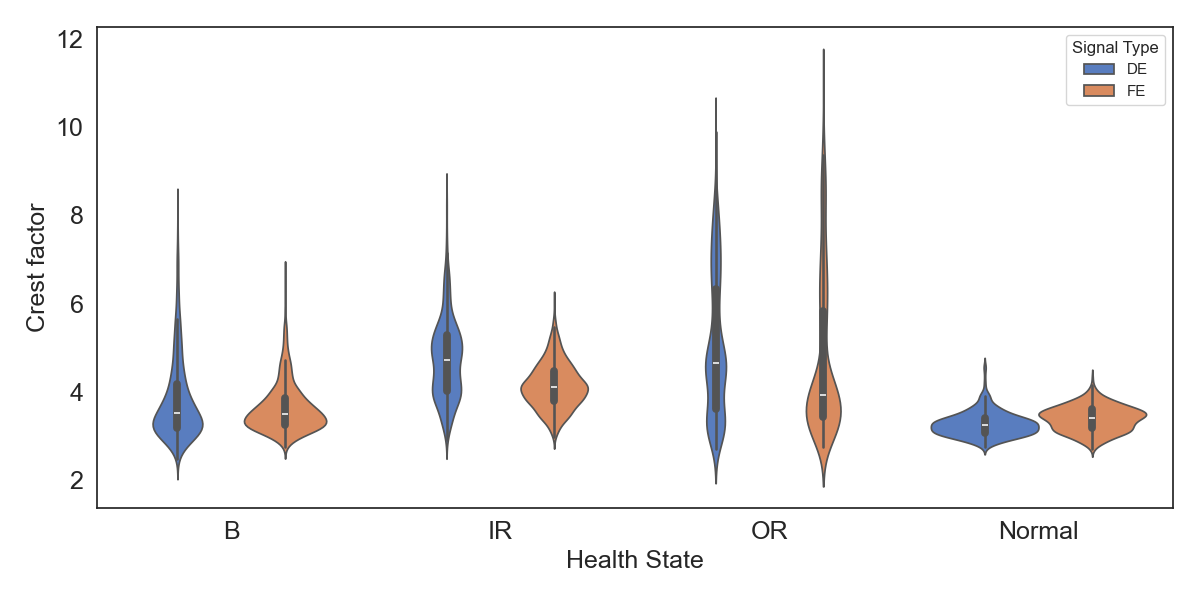 12
10
8
6
4
2
Crest factor
Signal Type
DE
FE
B IR OR Normal
Health State